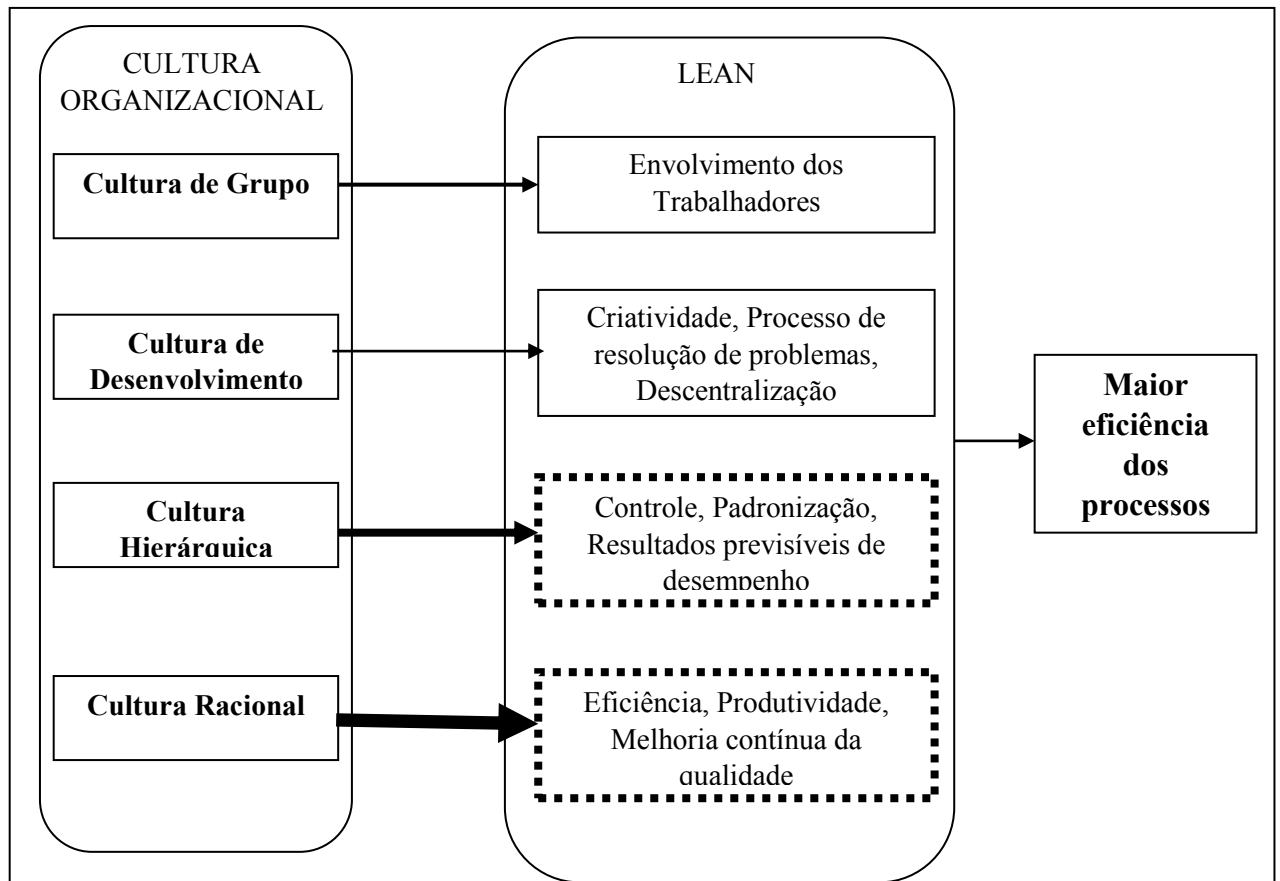 CULTURA
ORGANIZACIONAL
Cultura de Grupo
Cultura de
Desenvolvimento
Cultura
Hierárquica
Cultura Racional
LEAN
Envolvimento dos
Trabalhadores
Criatividade, Processo de
resolução de problemas,
Descentralização
Controle, Padronização,
Resultados previsíveis de
desempenho
Eficiência, Produtividade,
Melhoria contínua da
qualidade
Maior
eficiência
dos
processos